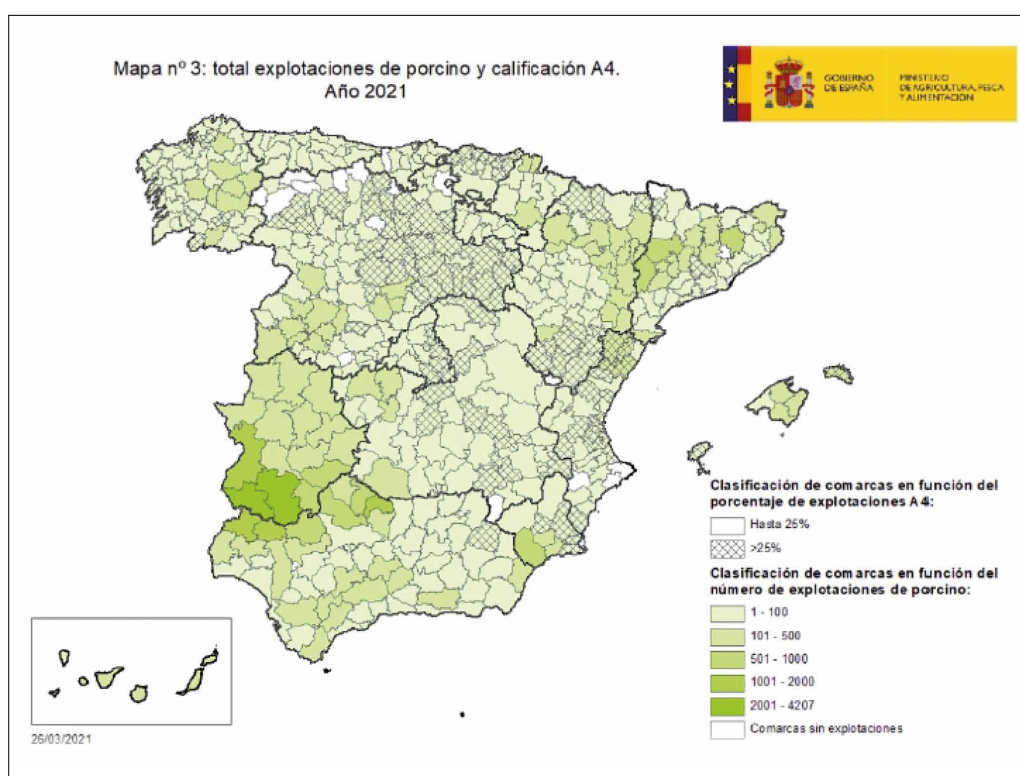 Mapa nº 3: total explotaciones de porcino y calificación A4.
Año 2021
GOBIERNO
DE ESPAÑA
MINISTERIO
DE AGRICULTURA, PESCA
Y ALIMENTACIÓN
Clasificación de comarcas en función del
porcentaje de explotaciones A4:
Hasta 25%
>25%
Clasificación de comarcas en función del
número de explotaciones de porcino:
1 - 100
101 - 500
501 - 1000
1001 - 2000
2001 - 4207
Comarcas sin explotaciones
26/03/2021